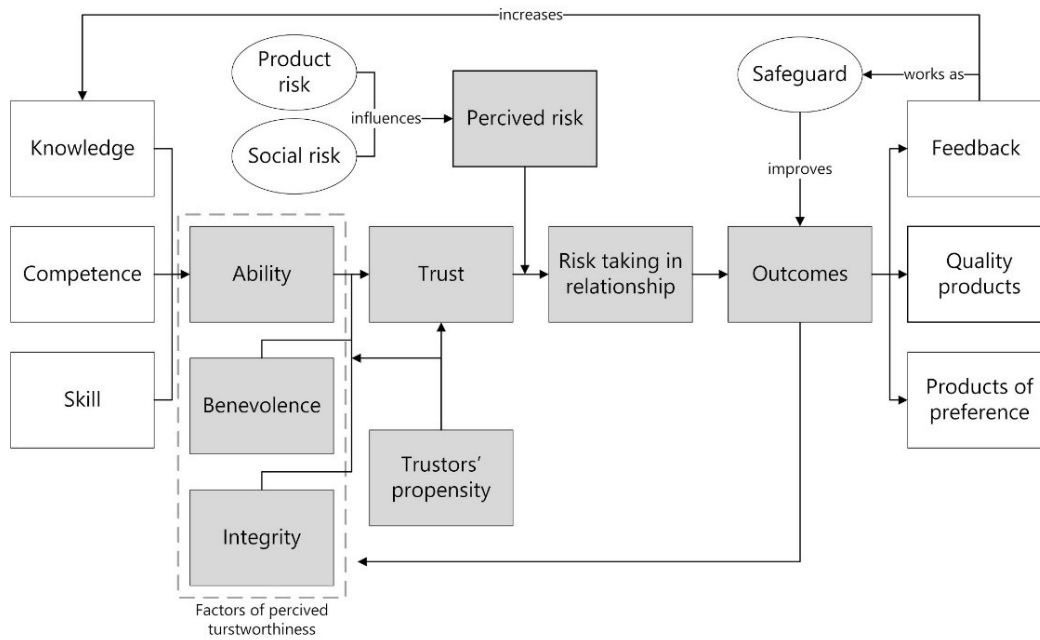 increases
Product
risk
Safeguard
works as
Knowledge
influences
Percived risk
Feedback
Social risk
improves
Competence
Ability
Trust
Risk taking in
relationship
Outcomes
Quality
products
Skill
Benevolence
Products of
preference
Trustors'
propensity
Integrity
Factors of percived
turstworthiness